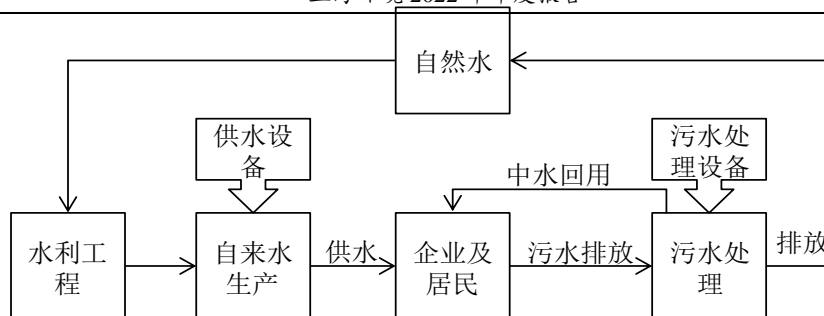 自然水
供水设
备
污水处
理设备
中水回用
水利工
程
自来水
生产
供水
企业及
居民
污水排放
污水处
理
排放